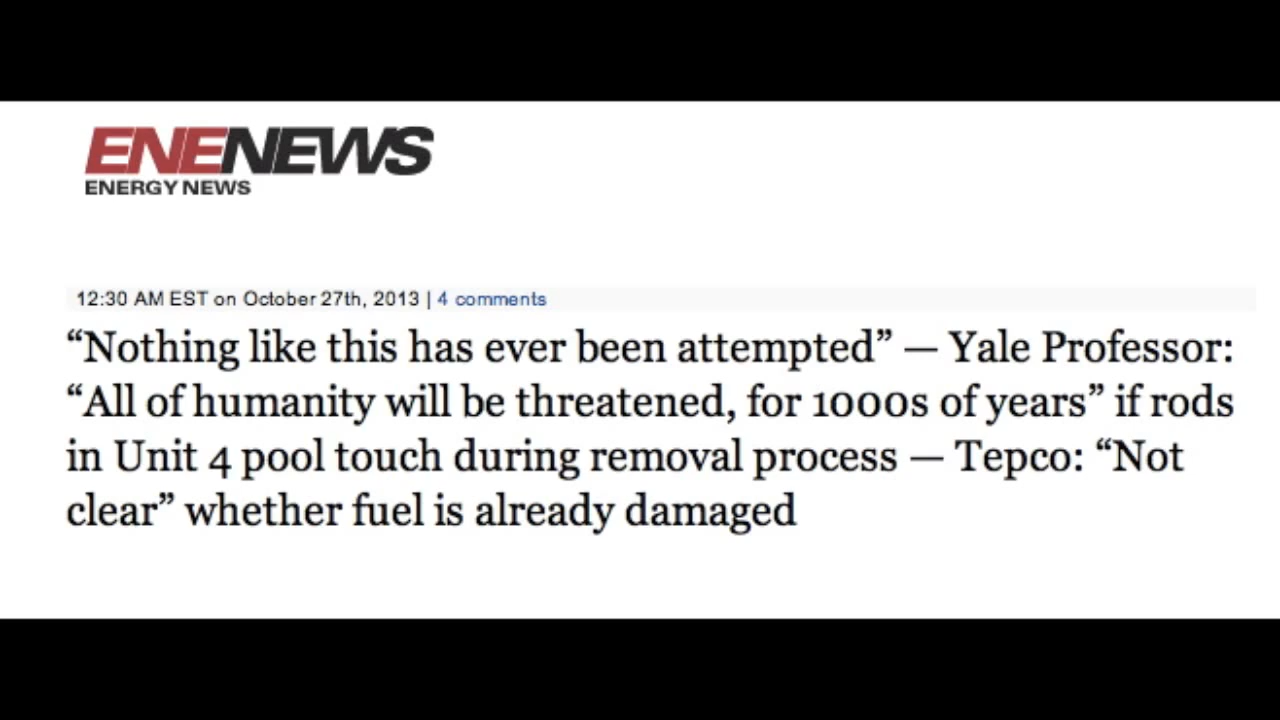 ENENEWS
ENERGY NEWS
12:30 AM EST on October 27th, 2013 | 4 comments
“Nothing like this has ever been attempted” — Yale Professor:
“All of humanity will be threatened, for 1000s of years” if rods
in Unit 4 pool touch during removal process — Tepco: “Not
clear” whether fuel is already damaged